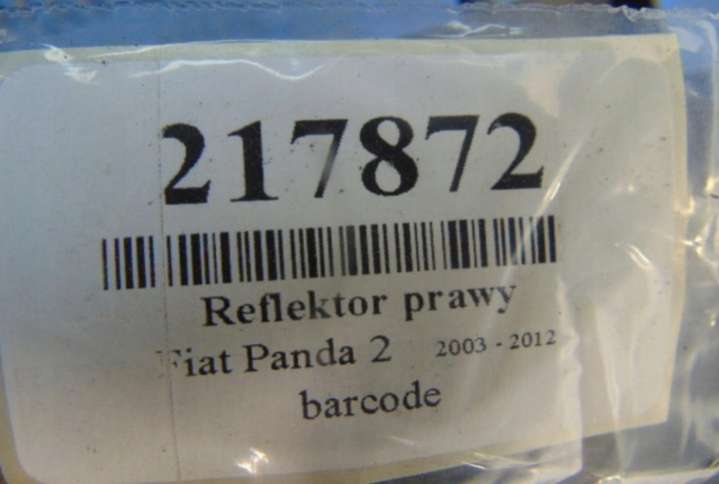 217872
Reflektor prawy
Fiat Panda 2 2003 - 2012
barcode